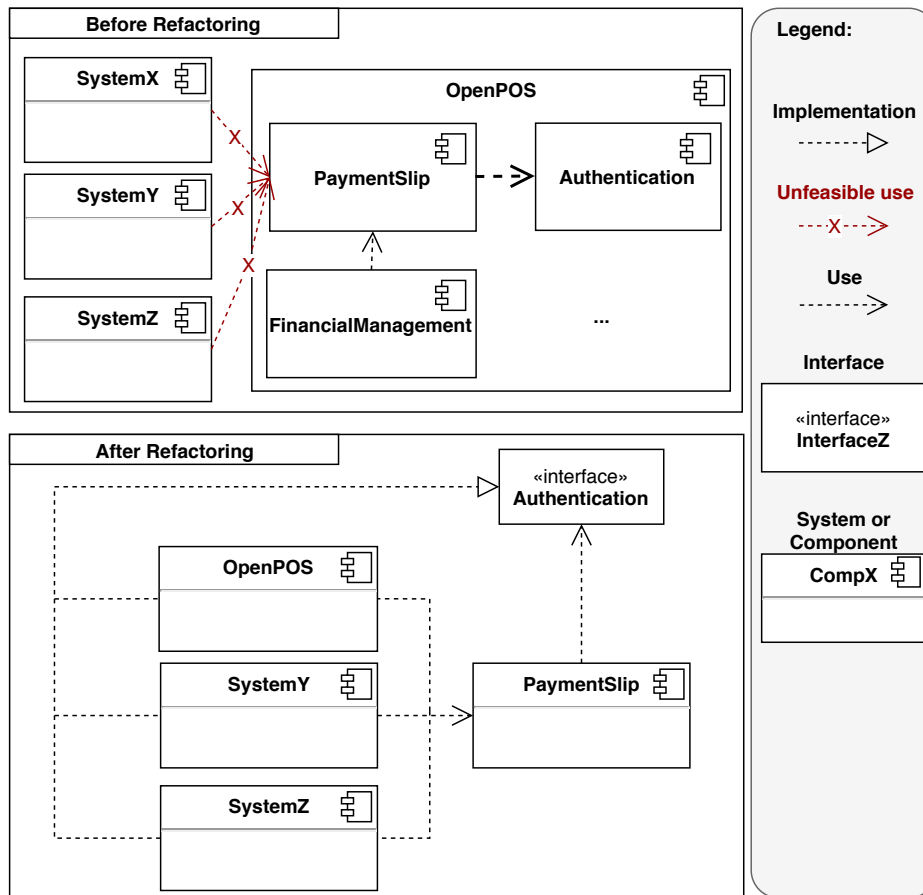 Before Refactoring
SystemX
SystemY
SystemZ
X
X
X
OpenPOS
PaymentSlip
Authentication
FinancialManagement
...
After Refactoring
«interface»
Authentication
OpenPOS
SystemY
SystemZ
PaymentSlip
Legend:
Implementation
Unfeasible use
X
Use
Interface
«interface»
InterfaceZ
System or
Component
CompX